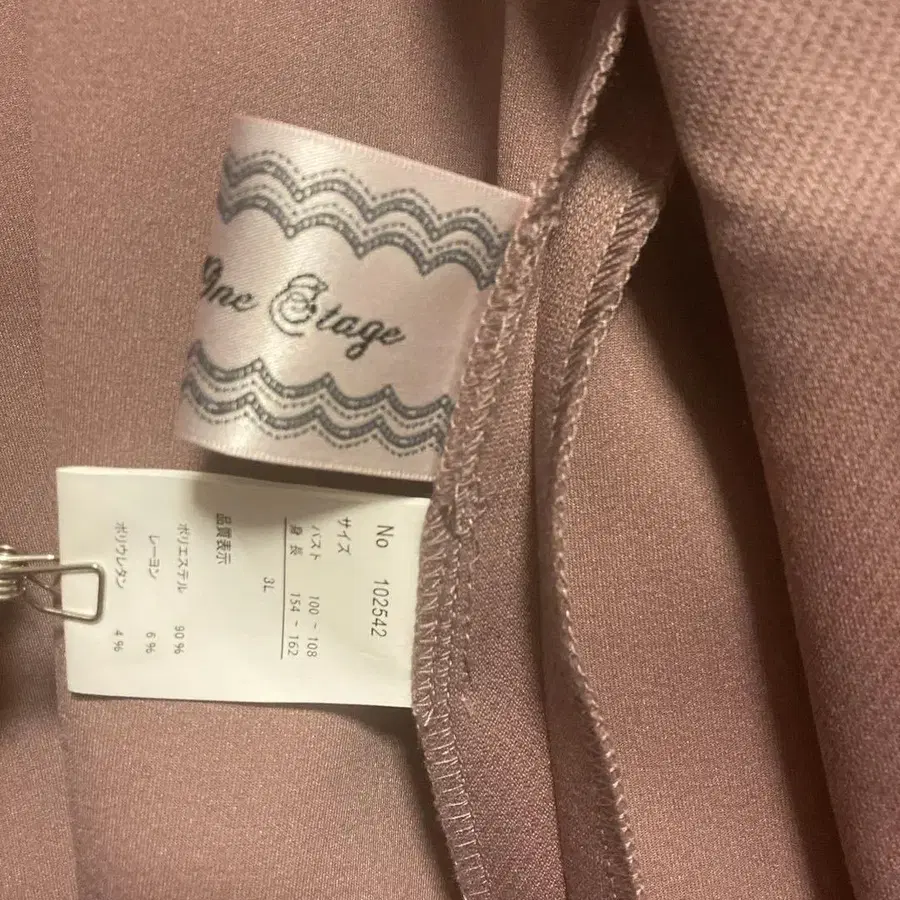 One Stage
No 102542
サイズ
バスト 100 ~ 108
身長 154 ~ 162
3L
品質表示
ポリエステル 90%
レーヨン 6%
ポリウレタン 4%